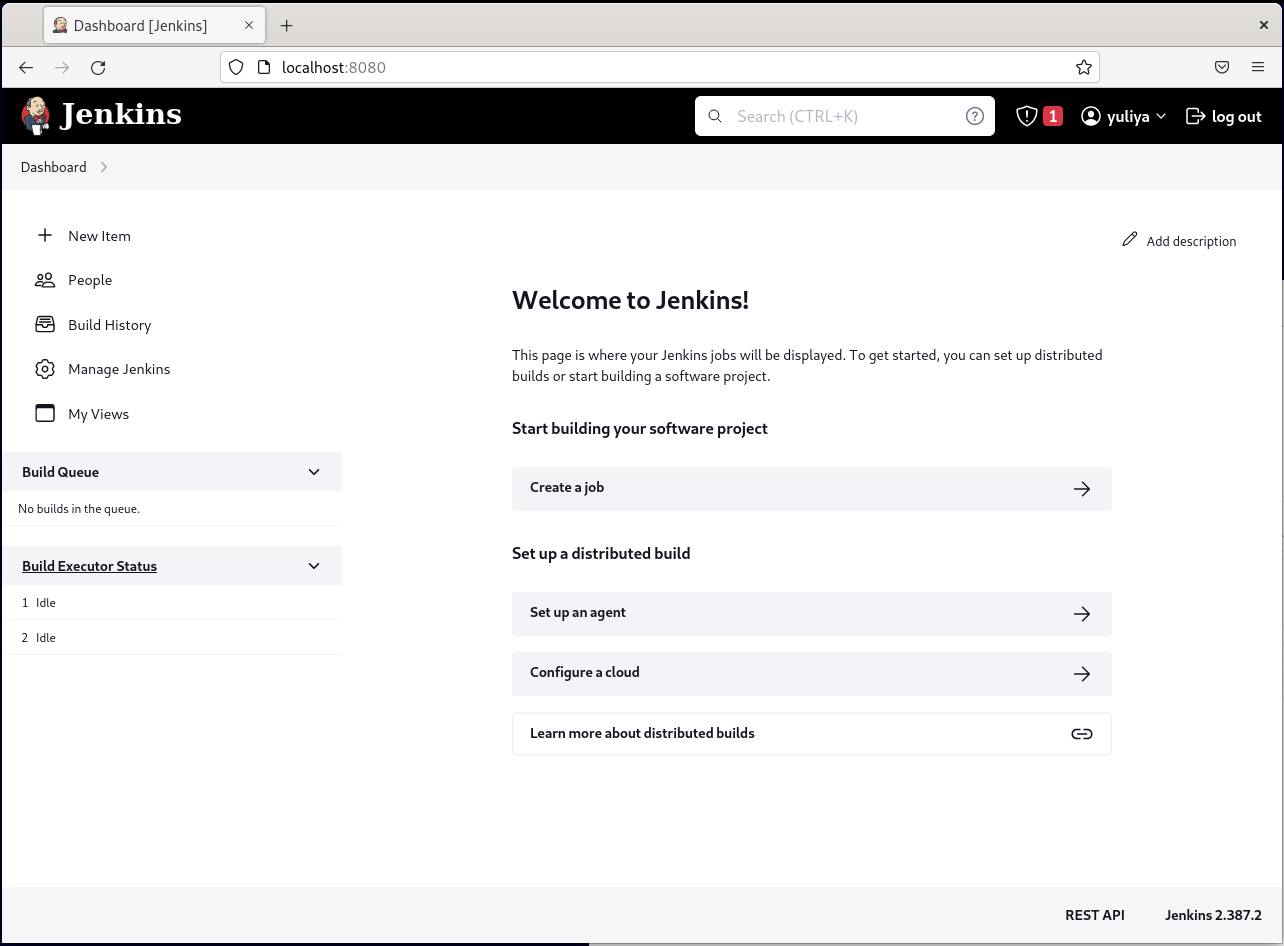 Dashboard [Jenkins]
localhost:8080
Jenkins
Search (CTRL+K)
1
yuliya
log out
Dashboard
New Item
People
Build History
Manage Jenkins
My Views
Build Queue
No builds in the queue.
Build Executor Status
1 Idle
2 Idle
Add description
Welcome to Jenkins!
This page is where your Jenkins jobs will be displayed. To get started, you can set up distributed
builds or start building a software project.
Start building your software project
Create a job
Set up a distributed build
Set up an agent
Configure a cloud
Learn more about distributed builds
REST API
Jenkins 2.387.2